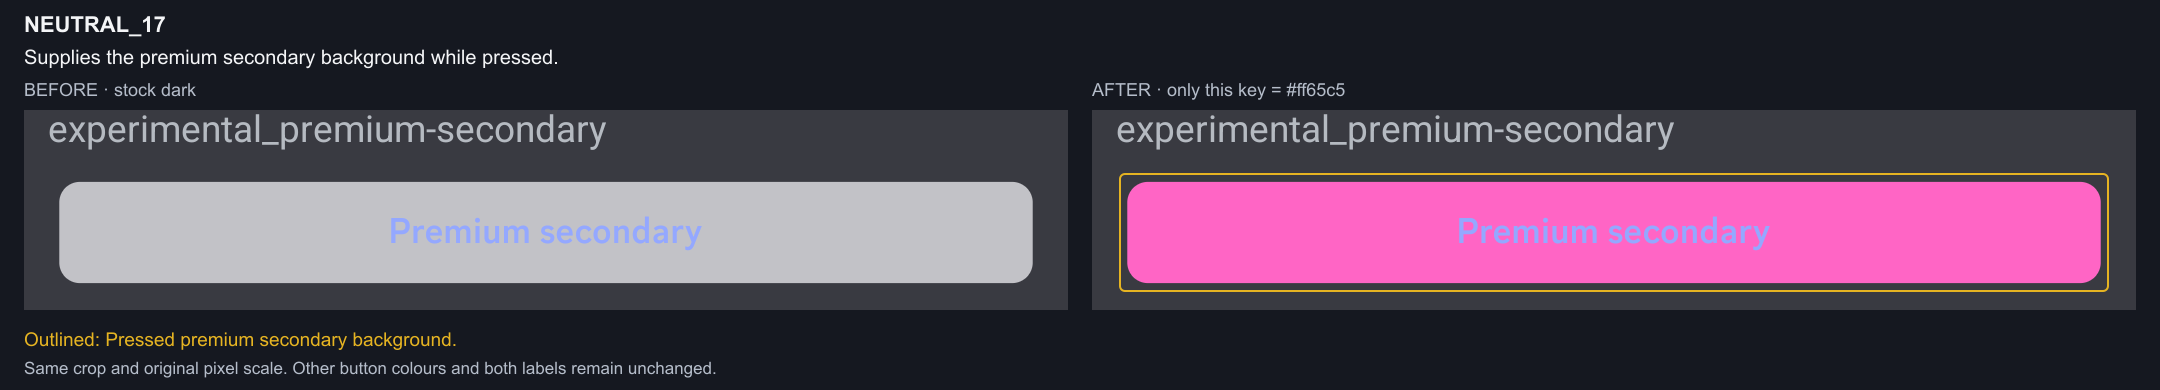 NEUTRAL_17
Supplies the premium secondary background while pressed.
BEFORE · stock dark
experimental_premium-secondary
Premium secondary
AFTER · only this key = #ff65c5
experimental_premium-secondary
Premium secondary
Outlined: Pressed premium secondary background.
Same crop and original pixel scale. Other button colours and both labels remain unchanged.